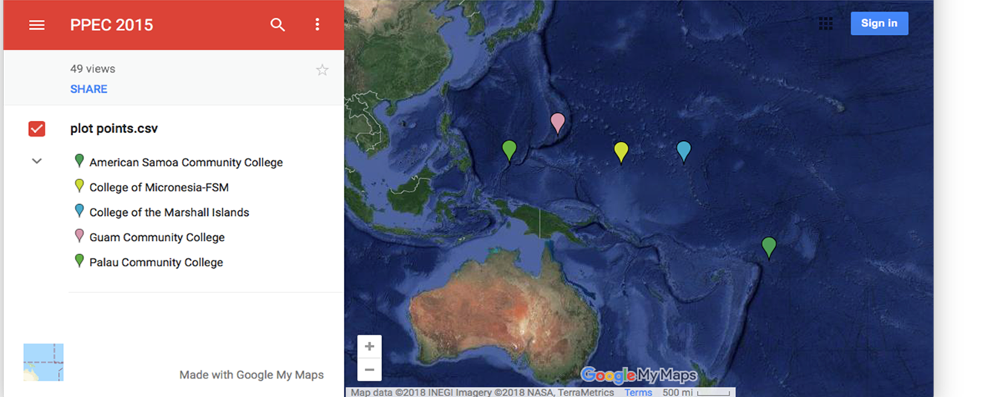 PPEC 2015
Sign in
49 views
SHARE
plot points.csv
American Samoa Community College
College of Micronesia-FSM
College of the Marshall Islands
Guam Community College
Palau Community College
Made with Google My Maps
Google My Maps
Map data ©2018 INEGI Imagery ©2018 NASA, TerraMetrics Terms 500 mi